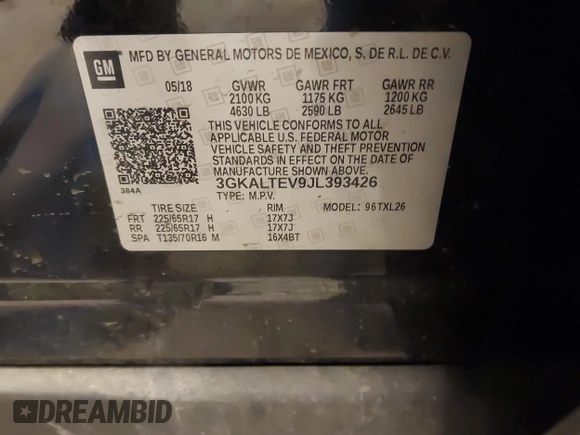 GM
MFD BY GENERAL MOTORS DE MEXICO, S. DE R.L. DE C.V.
05/18 GVWR GAWR FRT GAWR RR
2100 KG 1175 KG 1200 KG
4630 LB 2590 LB 2645 LB
THIS VEHICLE CONFORMS TO ALL
APPLICABLE U.S. FEDERAL MOTOR
VEHICLE SAFETY AND THEFT PREVENTION
STANDARDS IN EFFECT ON THE DATE OF
MANUFACTURE SHOWN ABOVE.
384A
3GKALTEV9JL393426
TYPE: M.P.V. MODEL: 96TXL26
TIRE SIZE RIM
FRT 225/65R17 H 17X7J
RR 225/65R17 H 17X7J
SPA T135/70R16 M 16X4BT
DREAMBID